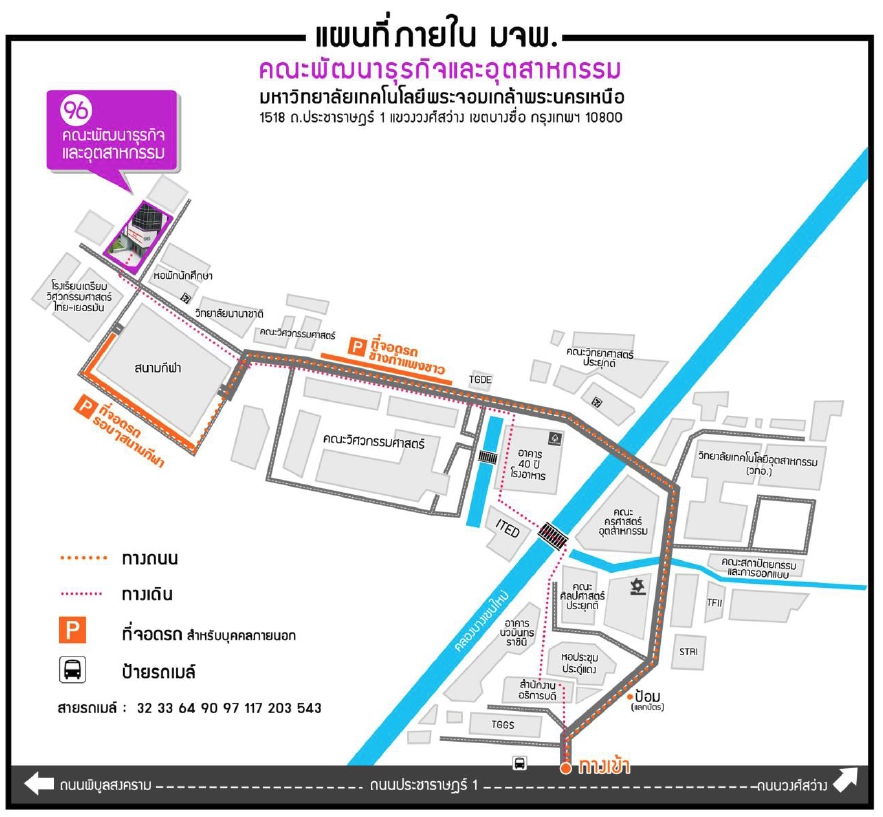 แผนที่ภายใน มจพ.
คณะพัฒนาธุรกิจและอุตสาหกรรม
มหาวิทยาลัยเทคโนโลยีพระจอมเกล้าพระนครเหนือ
1518 ถ.ประชาราษฎร์ 1 แขวงวงศ์สว่าง เขตบางซื่อ กรุงเทพฯ 10800
96
คณะพัฒนาธุรกิจ
และอุตสาหกรรม
หอพักนักศึกษา
โรงเรียนเตรียม
วิศวกรรมศาสตร์
ไทย-เยอรมัน
วิทยาลัยนานาชาติ
คณะวิศวกรรมศาสตร์
สนามกีฬา
P ที่จอดรถ
ข้างกำแพงขาว
TGDE
คณะวิทยาศาสตร์
ประยุกต์
P ที่จอดรถ
รอบๆสนามกีฬา
คณะวิศวกรรมศาสตร์
อาคาร
40 ปี
โรงอาหาร
วิทยาลัยเทคโนโลยีอุตสาหกรรม
(วทอ.)
คณะ
ครุศาสตร์
อุตสาหกรรม
ITED
คณะสถาปัตยกรรม
และการออกแบบ
คณะ
ศิลปศาสตร์
ประยุกต์
TFII
คลองบางเขนใหม่
อาคาร
นวมินทร
ราชินี
STRI
หอประชุม
ประดู่แดง
สำนักงาน
อธิการบดี
ป้อม
(แลกบัตร)
TGGS
ทางเข้า
ทางถนน
ทางเดิน
P ที่จอดรถ สำหรับบุคคลภายนอก
ป้ายรถเมล์
สายรถเมล์ : 32 33 64 90 97 117 203 543
ถนนพิบูลสงคราม
ถนนประชาราษฎร์ 1
ถนนวงศ์สว่าง